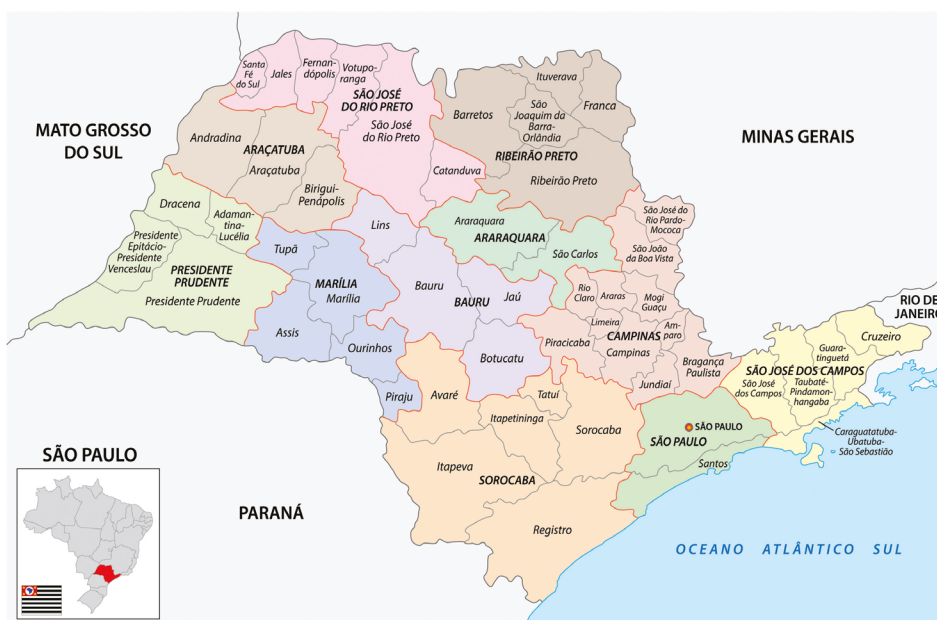 Santa
Fé
do Sul
Jales
Fernan-
dópolis
Votupo-
ranga
SÃO JOSÉ
DO RIO PRETO
São José
do Rio Preto
Catanduva
Ituverava
Barretos
São
Joaquim da
Barra-
Orlândia
Franca
RIBEIRÃO PRETO
Ribeirão Preto
MATO GROSSO
DO SUL
MINAS GERAIS
Andradina
ARAÇATUBA
Araçatuba
Birigui-
Penápolis
Dracena
Adaman-
tina-
Lucélia
Presidente
Epitácio-
Presidente
Venceslau
PRESIDENTE
PRUDENTE
Presidente Prudente
Lins
Araraquara
ARARAQUARA
São Carlos
São José do
Rio Pardo-
Mococa
São João
da Boa Vista
Tupã
MARÍLIA
Marília
Assis
Ourinhos
Piraju
Bauru
BAURU
Jaú
Botucatu
Rio
Claro
Araras
Mogi
Guaçu
Limeira
CAMPINAS
Am-
paro
Piracicaba
Campinas
Bragança
Paulista
Jundiaí
RIO DE
JANEIRO
Cruzeiro
Guara-
tinguetá
SÃO JOSÉ DOS CAMPOS
São José
dos Campos
Taubaté-
Pindamon-
hangaba
Caraguatatuba-
Ubatuba-
São Sebastião
Avaré
Tatuí
Itapetininga
Sorocaba
Itapeva
SOROCABA
Registro
SÃO PAULO
SÃO PAULO
Santos
SÃO PAULO
PARANÁ
OCEANO ATLÂNTICO SUL